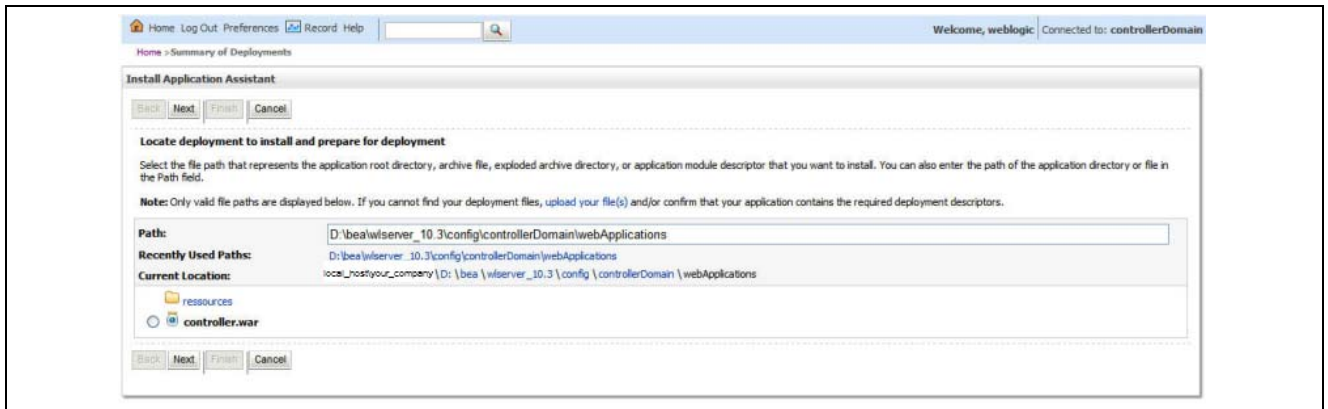 Home Log Out Preferences Record Help
Welcome, weblogic Connected to: controllerDomain
Home >Summary of Deployments
Install Application Assistant
Back Next Finish Cancel
Locate deployment to install and prepare for deployment
Select the file path that represents the application root directory, archive file, exploded archive directory, or application module descriptor that you want to install. You can also enter the path of the application directory or file in
the Path field.
Note: Only valid file paths are displayed below. If you cannot find your deployment files, upload your file(s) and/or confirm that your application contains the required deployment descriptors.
Path: D:\bea\wlserver_10.3\config\controllerDomain\webApplications
Recently Used Paths: D:\bea\wlserver_10.3\config\controllerDomain\webApplications
Current Location: local_host\your_company \ D: \ bea \ wlserver_10.3 \ config \ controllerDomain \ webApplications
ressources
controller.war
Back Next Finish Cancel